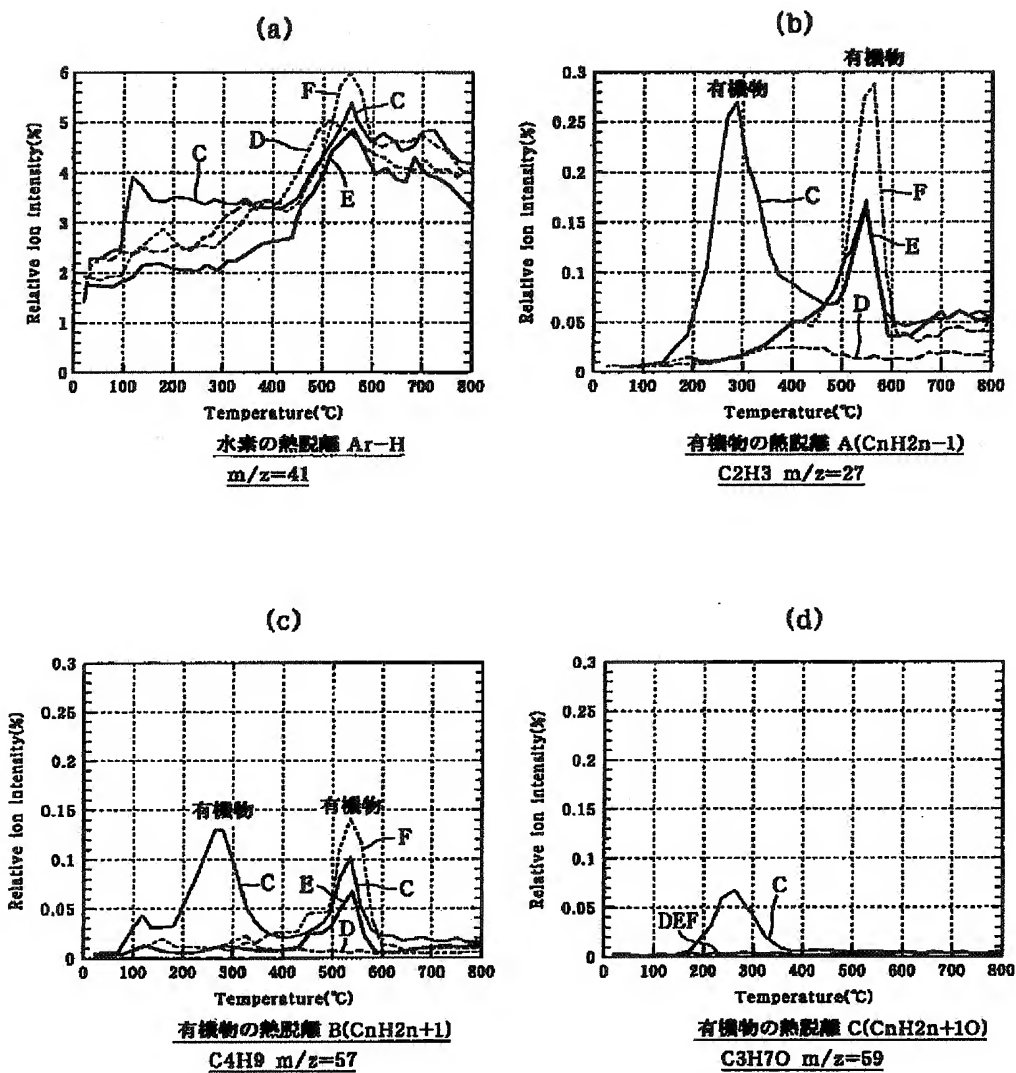 (a)
Relative Ion Intensity(%)
6
5
4
3
2
1
0
0 100 200 300 400 500 600 700 800
F
C
D
C
E
Temperature(℃)
水素の熱脱離 Ar-H
m/z=41
(b)
有機物
有機物
Relative Ion Intensity(%)
0.3
0.25
0.2
0.15
0.1
0.05
0
0 100 200 300 400 500 600 700 800
C
F
E
D
Temperature(℃)
有機物の熱脱離 A(CnH2n-1)
C2H3 m/z=27
(c)
Relative Ion Intensity(%)
0.3
0.25
0.2
0.15
0.1
0.05
0
0 100 200 300 400 500 600 700 800
有機物
有機物
F
C
E
C
D
Temperature(℃)
有機物の熱脱離 B(CnH2n+1)
C4H9 m/z=57
(d)
Relative Ion Intensity(%)
0.3
0.25
0.2
0.15
0.1
0.05
0
0 100 200 300 400 500 600 700 800
DEF
C
Temperature(℃)
有機物の熱脱離 C(CnH2n+1O)
C3H7O m/z=59